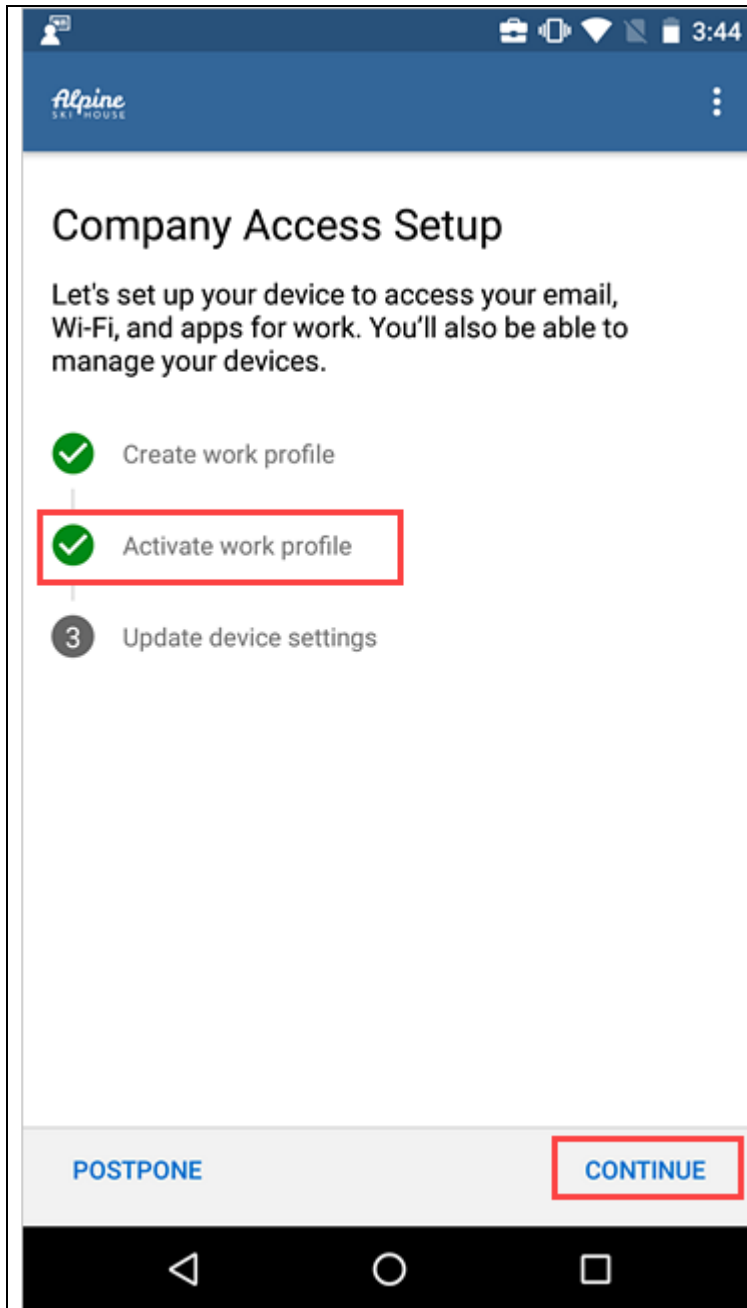 3:44
Alpine
SKI HOUSE
Company Access Setup
Let's set up your device to access your email,
Wi-Fi, and apps for work. You’ll also be able to
manage your devices.
Create work profile
Activate work profile
3 Update device settings
POSTPONE CONTINUE